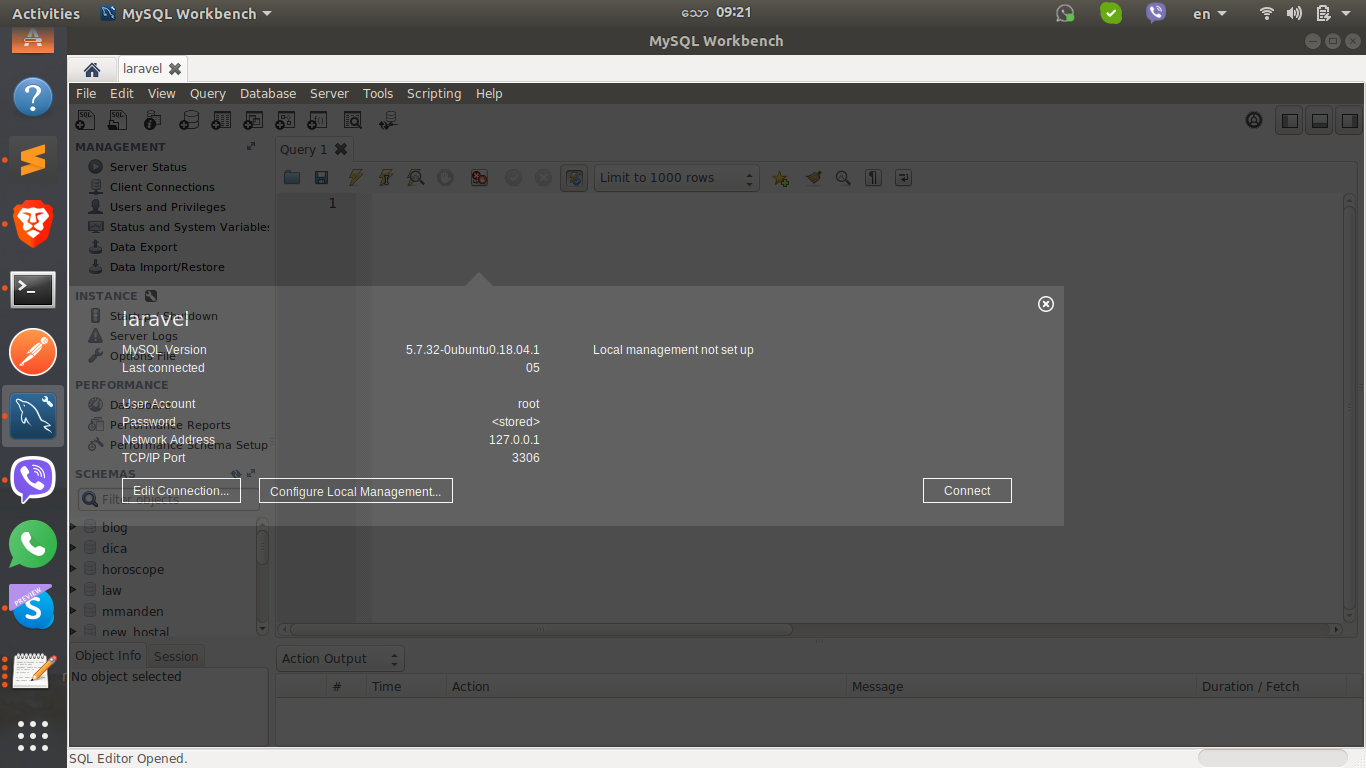 Activities MySQL Workbench သော 09:21 en
MySQL Workbench
laravel
File Edit View Query Database Server Tools Scripting Help
MANAGEMENT
Server Status
Client Connections
Users and Privileges
Status and System Variables
Data Export
Data Import/Restore
INSTANCE
Startup / Shutdown
Server Logs
Options File
PERFORMANCE
Dashboard
Performance Reports
Performance Schema Setup
SCHEMAS
Filter objects
blog
dica
horoscope
law
mmanden
new_hostal
Object Info Session
No object selected
Query 1
Limit to 1000 rows
1
laravel
MySQL Version 5.7.32-0ubuntu0.18.04.1 Local management not set up
Last connected 05
User Account root
Password <stored>
Network Address 127.0.0.1
TCP/IP Port 3306
Edit Connection... Configure Local Management... Connect
Action Output
# Time Action Message Duration / Fetch
SQL Editor Opened.
PREVIEW